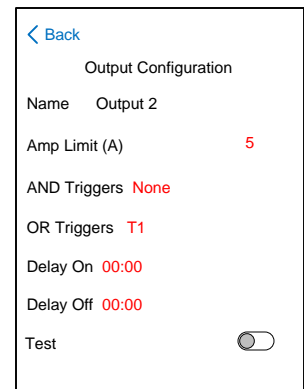 Back
Output Configuration
Name Output 2
Amp Limit (A) 5
AND Triggers None
OR Triggers T1
Delay On 00:00
Delay Off 00:00
Test